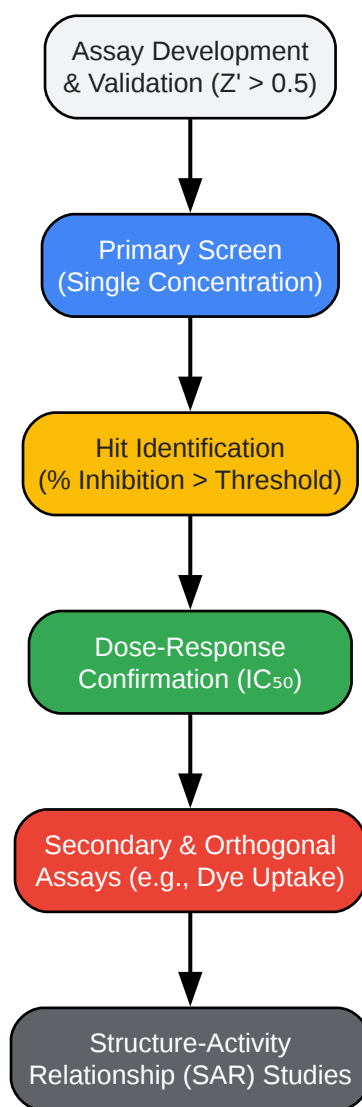 Assay Development
& Validation (Z' > 0.5)
Primary Screen
(Single Concentration)
Hit Identification
(% Inhibition > Threshold)
Dose-Response
Confirmation (IC₅₀)
Secondary & Orthogonal
Assays (e.g., Dye Uptake)
Structure-Activity
Relationship (SAR) Studies